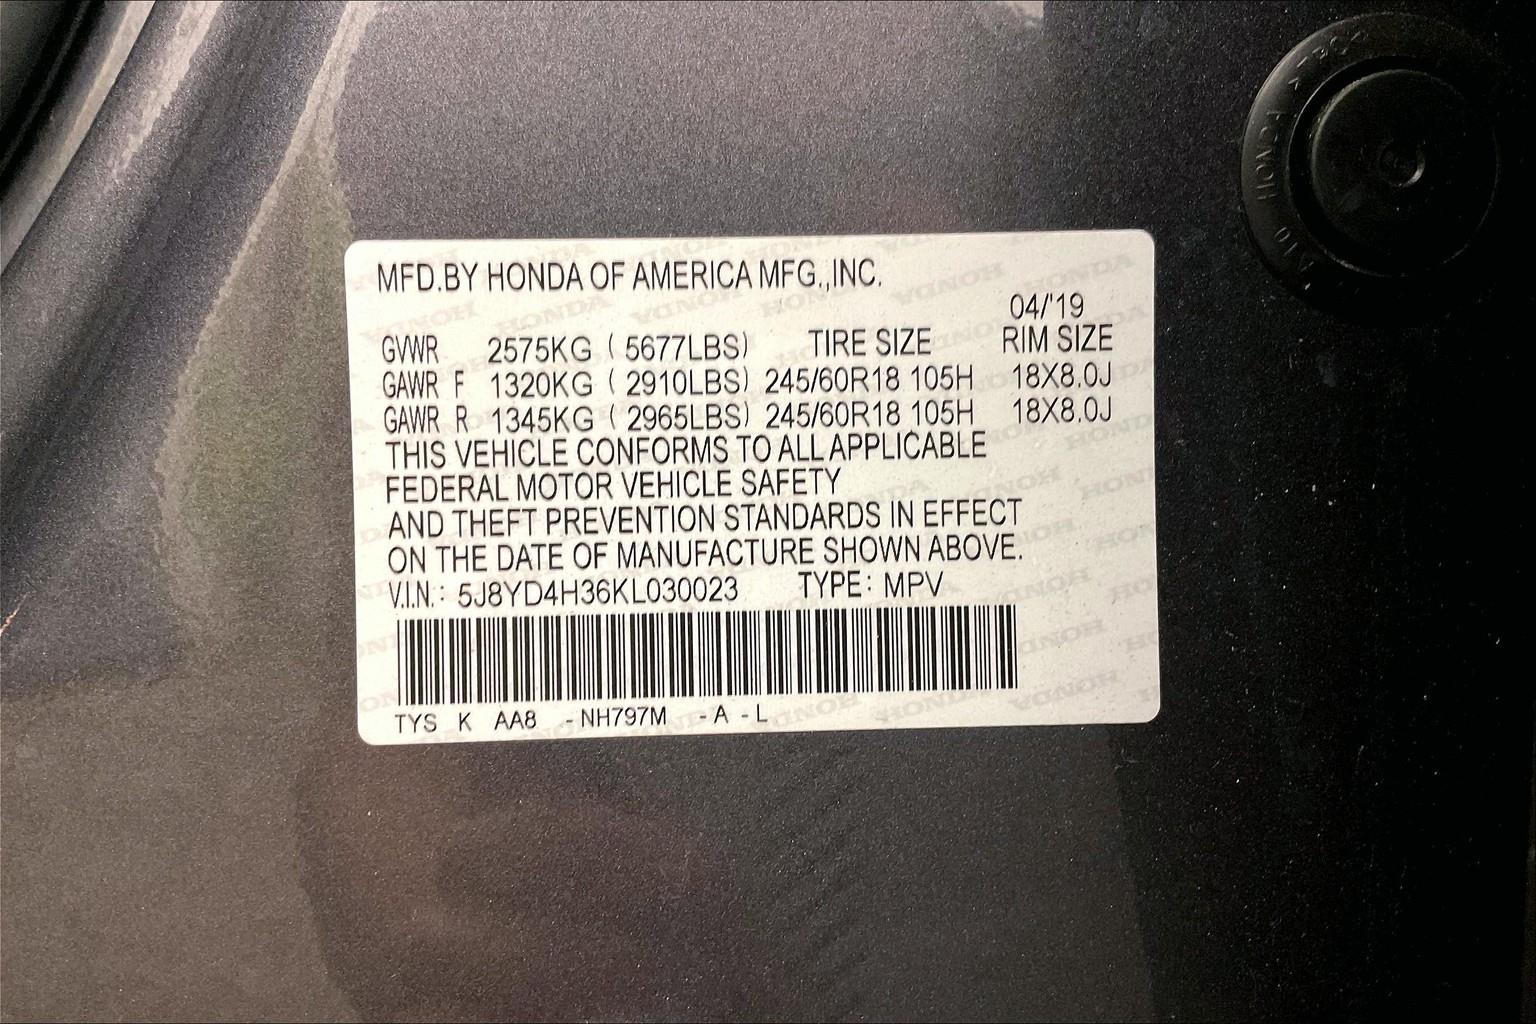 MFD.BY HONDA OF AMERICA MFG.,INC.
04/'19
GVWR 2575KG ( 5677LBS) TIRE SIZE RIM SIZE
GAWR F 1320KG ( 2910LBS) 245/60R18 105H 18X8.0J
GAWR R 1345KG ( 2965LBS) 245/60R18 105H 18X8.0J
THIS VEHICLE CONFORMS TO ALL APPLICABLE
FEDERAL MOTOR VEHICLE SAFETY
AND THEFT PREVENTION STANDARDS IN EFFECT
ON THE DATE OF MANUFACTURE SHOWN ABOVE.
V.I.N.: 5J8YD4H36KL030023 TYPE: MPV
TYS K AA8 -NH797M -A -L
HONDA